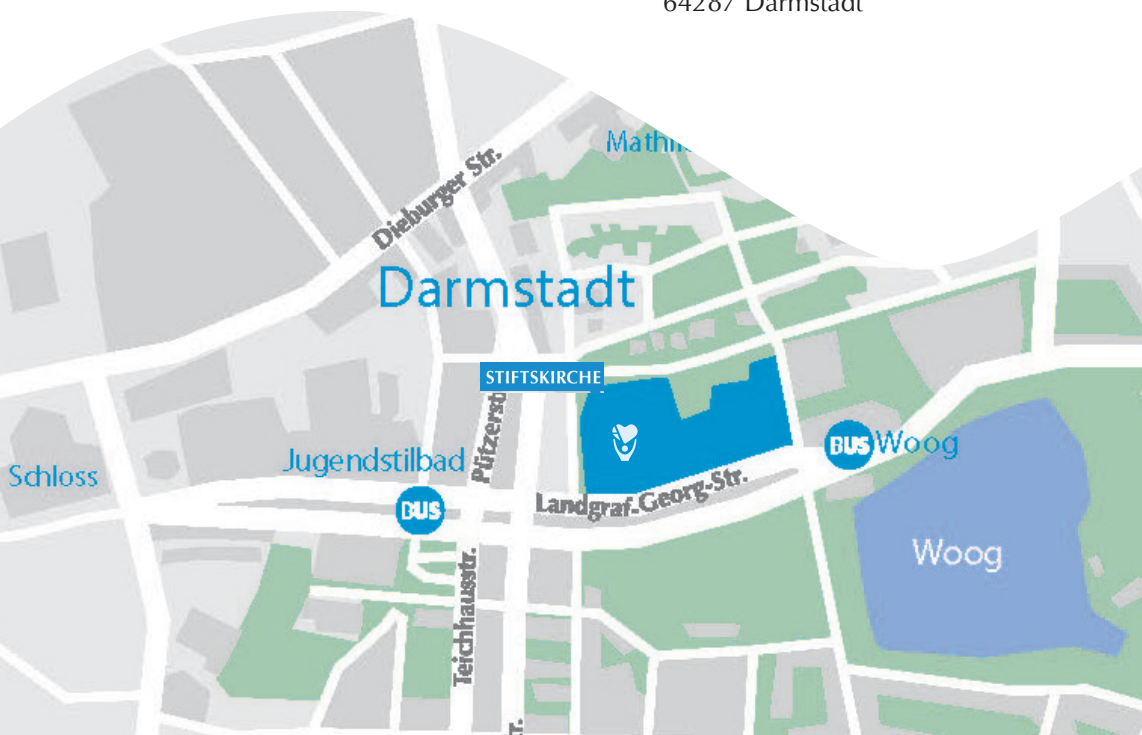 64287 Darmstadt
Dieburger Str.
Darmstadt
STIFTSKIRCHE
Pützerstr
Jugendstilbad
Schloss
BUS
Landgraf-Georg-Str.
BUS
Woog
Woog
Teichhausstr.